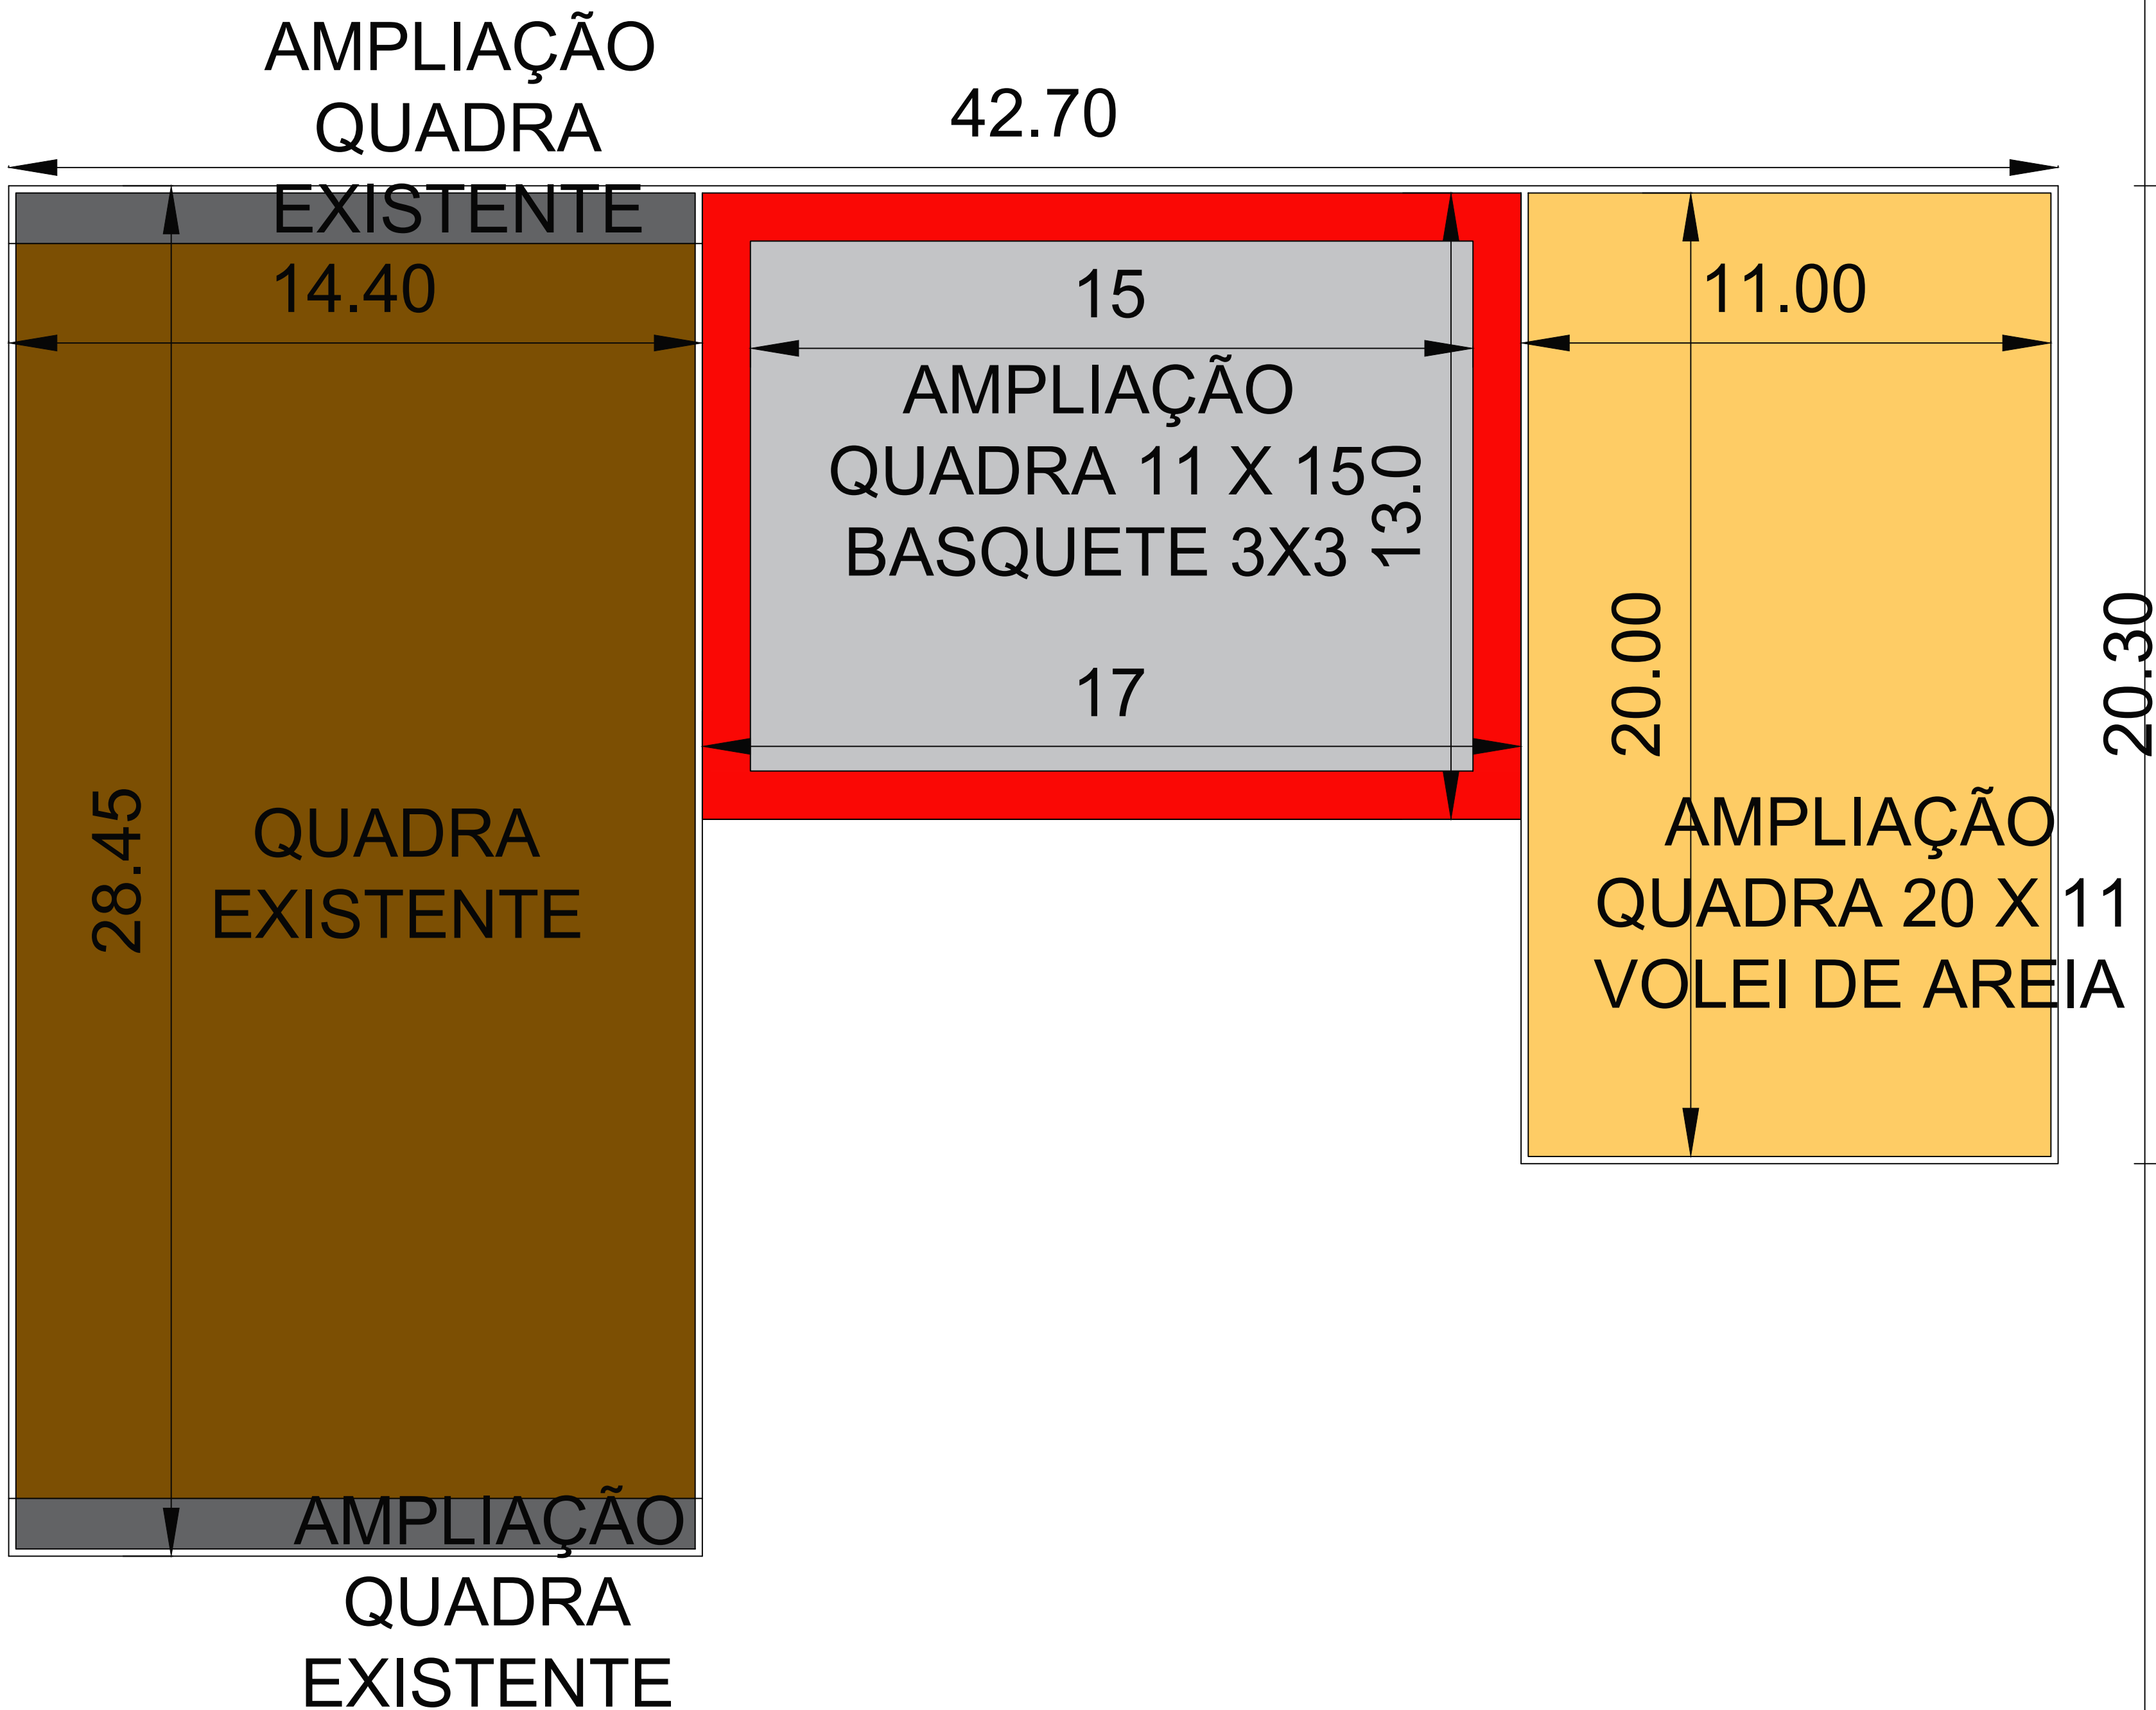 AMPLIAÇÃO
QUADRA
EXISTENTE
42.70
14.40
15
11.00
AMPLIAÇÃO
QUADRA 11 X 15
BASQUETE 3X3
13.0
17
20.00
20.30
28.45
QUADRA
EXISTENTE
AMPLIAÇÃO
QUADRA 20 X 11
VOLEI DE AREIA
AMPLIAÇÃO
QUADRA
EXISTENTE